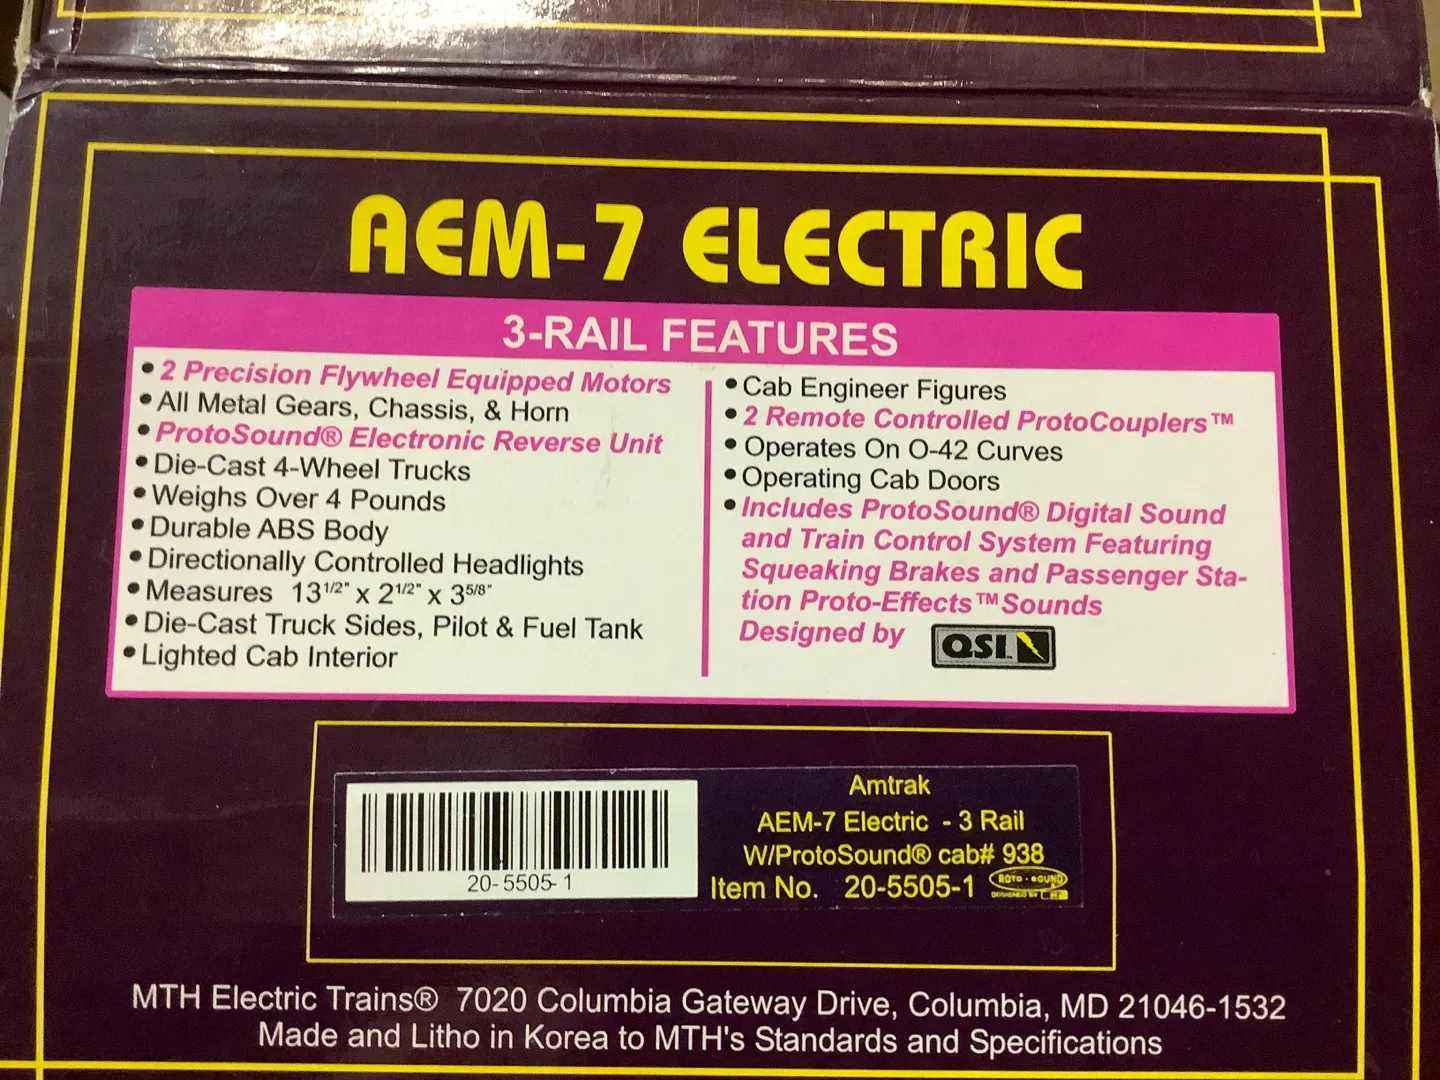 AEM-7 ELECTRIC
3-RAIL FEATURES
• 2 Precision Flywheel Equipped Motors
• All Metal Gears, Chassis, & Horn
• ProtoSound® Electronic Reverse Unit
• Die-Cast 4-Wheel Trucks
• Weighs Over 4 Pounds
• Durable ABS Body
• Directionally Controlled Headlights
• Measures 13 1/2" x 2 1/2" x 3 5/8"
• Die-Cast Truck Sides, Pilot & Fuel Tank
• Lighted Cab Interior
• Cab Engineer Figures
• 2 Remote Controlled ProtoCouplers™
• Operates On O-42 Curves
• Operating Cab Doors
• Includes ProtoSound® Digital Sound
and Train Control System Featuring
Squeaking Brakes and Passenger Sta-
tion Proto-Effects™Sounds
Designed by QSI
20-5505-1
Amtrak
AEM-7 Electric - 3 Rail
W/ProtoSound® cab# 938
Item No. 20-5505-1
MTH Electric Trains® 7020 Columbia Gateway Drive, Columbia, MD 21046-1532
Made and Litho in Korea to MTH's Standards and Specifications